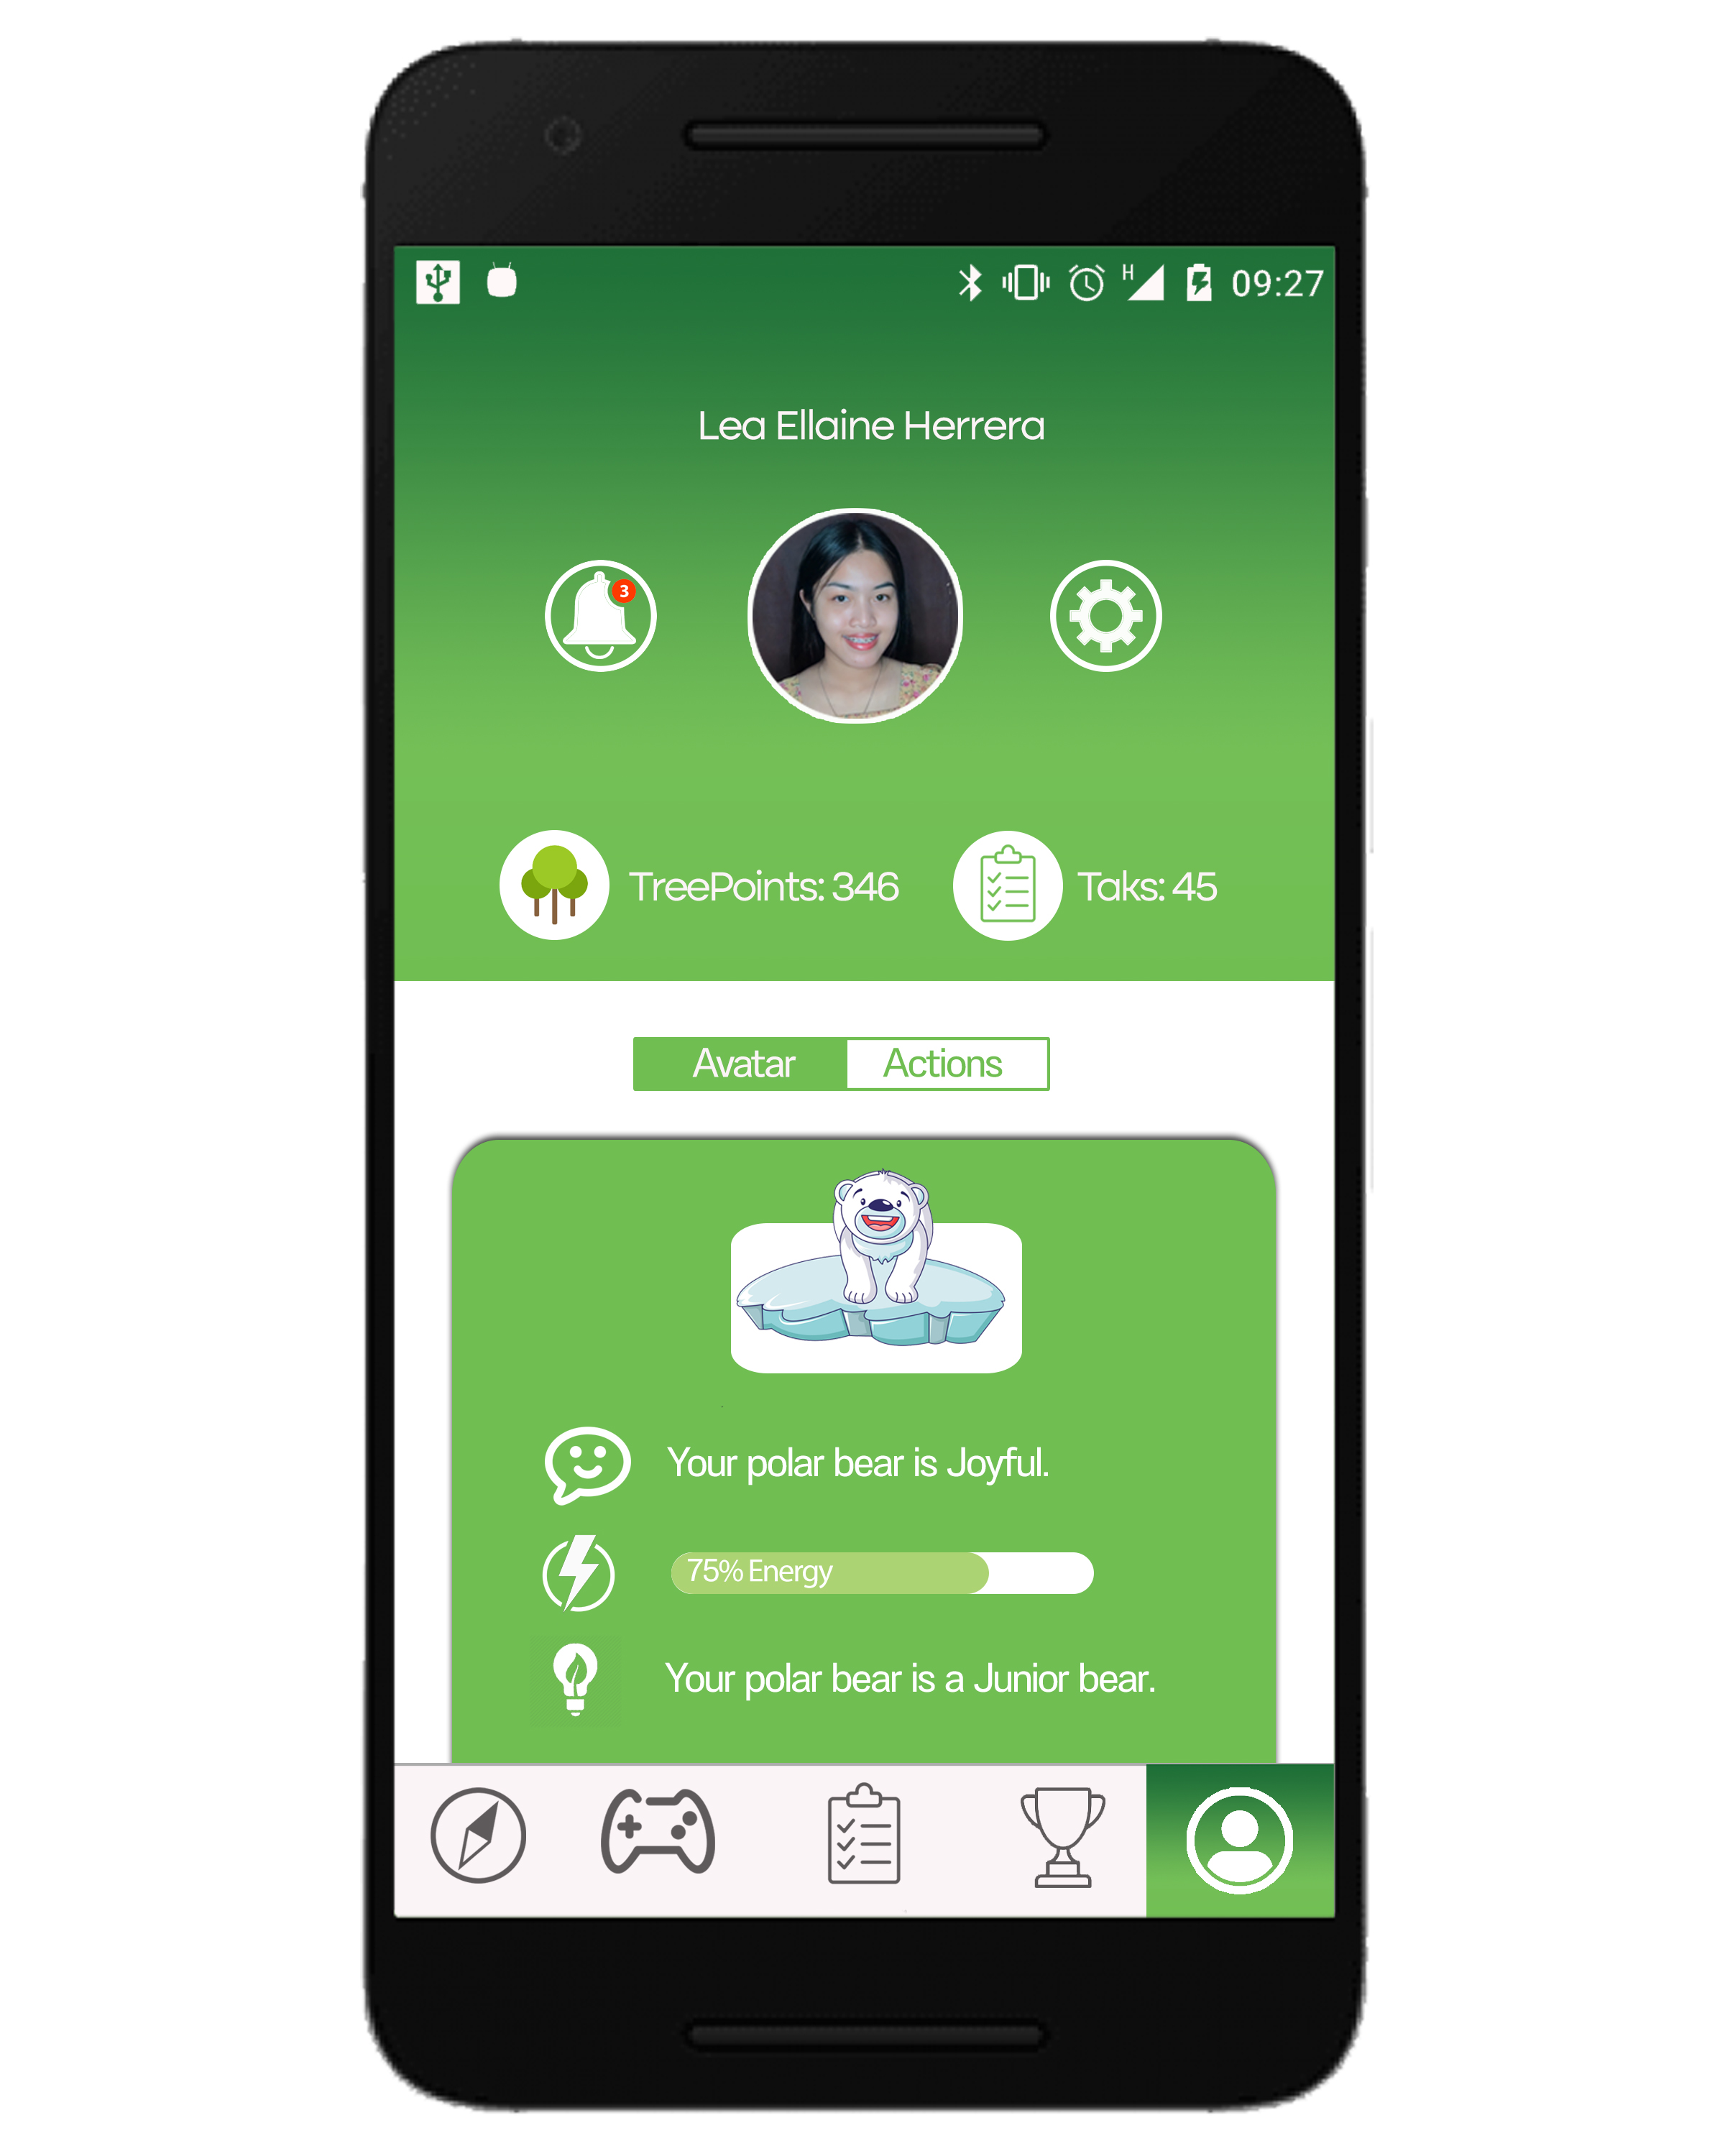 H 09:27
Lea Ellaine Herrera
3
TreePoints: 346 Taks: 45
Avatar Actions
Your polar bear is Joyful.
75% Energy
Your polar bear is a Junior bear.